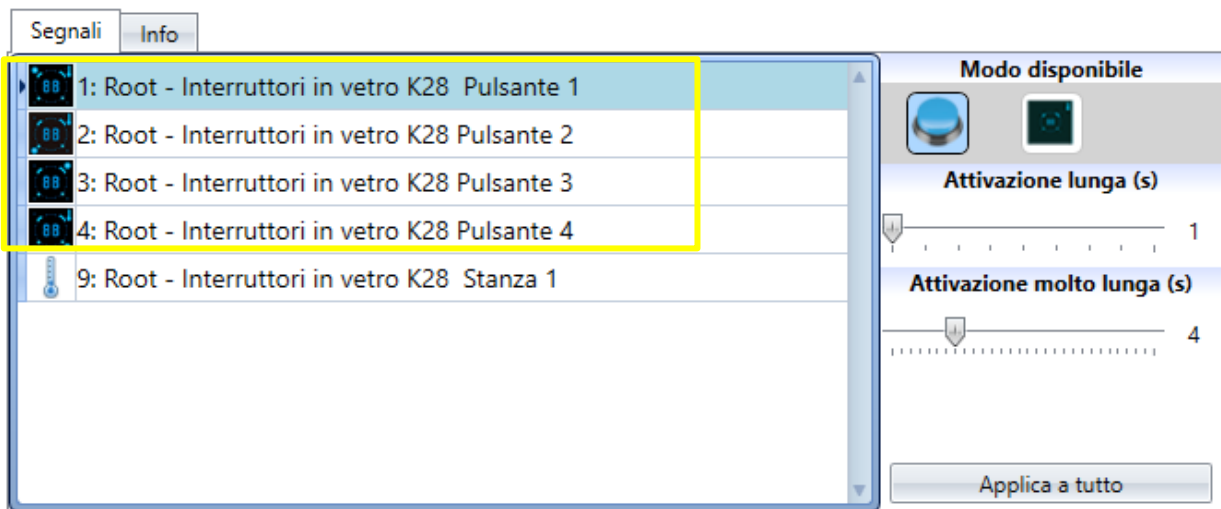 Segnali Info
1: Root - Interruttori in vetro K28  Pulsante 1
2: Root - Interruttori in vetro K28 Pulsante 2
3: Root - Interruttori in vetro K28 Pulsante 3
4: Root - Interruttori in vetro K28 Pulsante 4
9: Root - Interruttori in vetro K28  Stanza 1
Modo disponibile
Attivazione lunga (s)
1
Attivazione molto lunga (s)
4
Applica a tutto